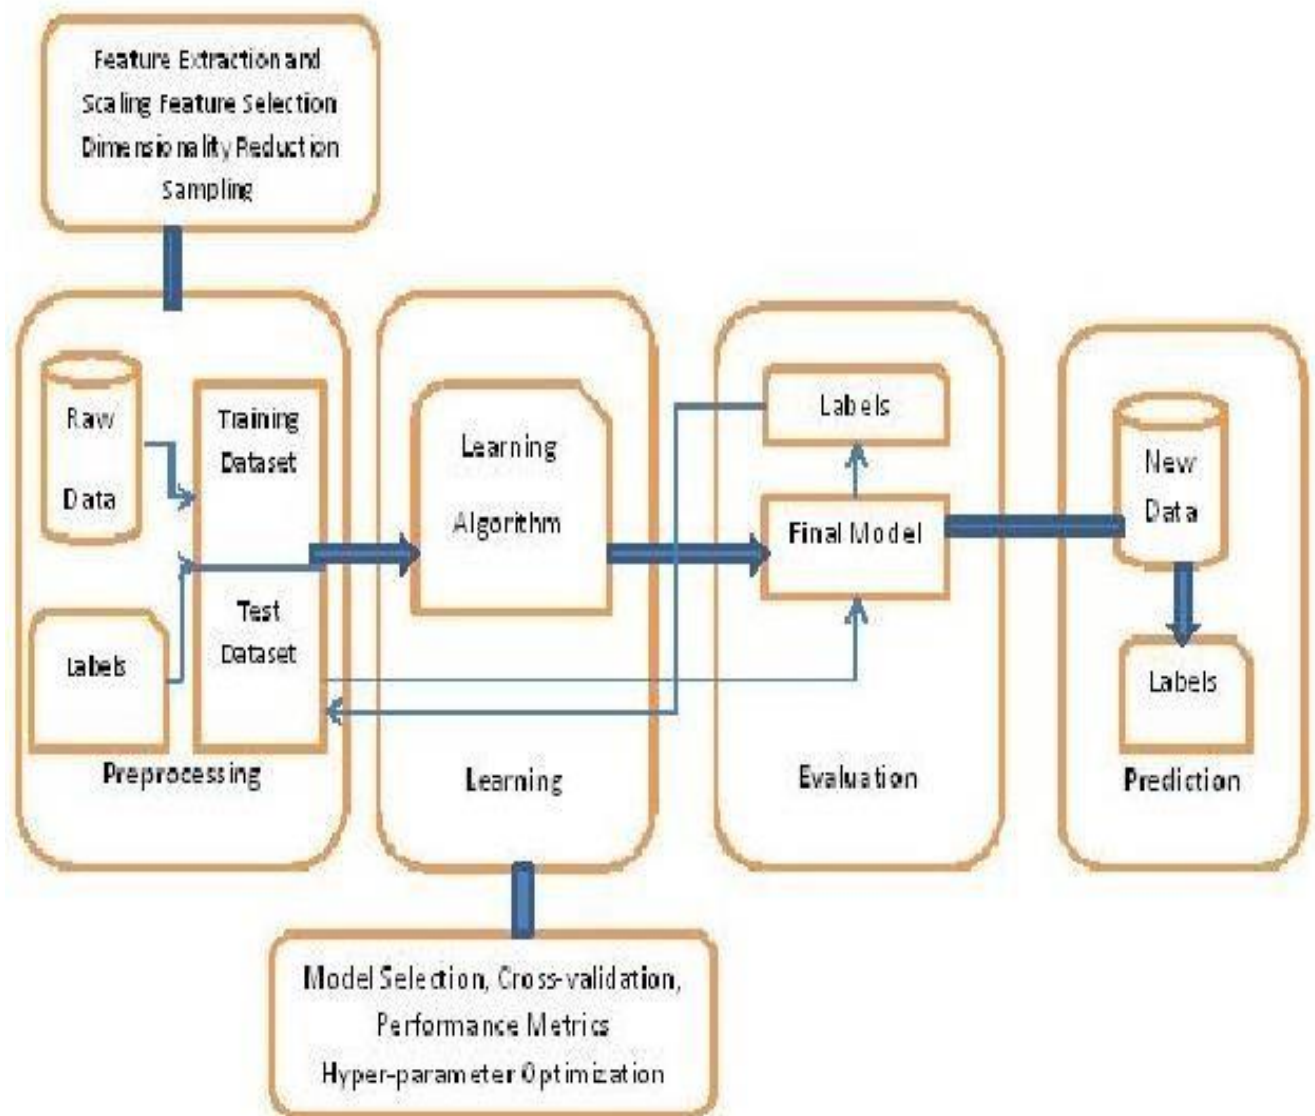 Feature Extraction and
Scaling Feature Selection
Dimensionality Reduction
Sampling
Raw
Data
Labels
Training
Dataset
Test
Dataset
Preprocessing
Learning
Algorithm
Learning
Labels
Final Model
Evaluation
New
Data
Labels
Prediction
Model Selection, Cross-validation,
Performance Metrics
Hyper-parameter Optimization